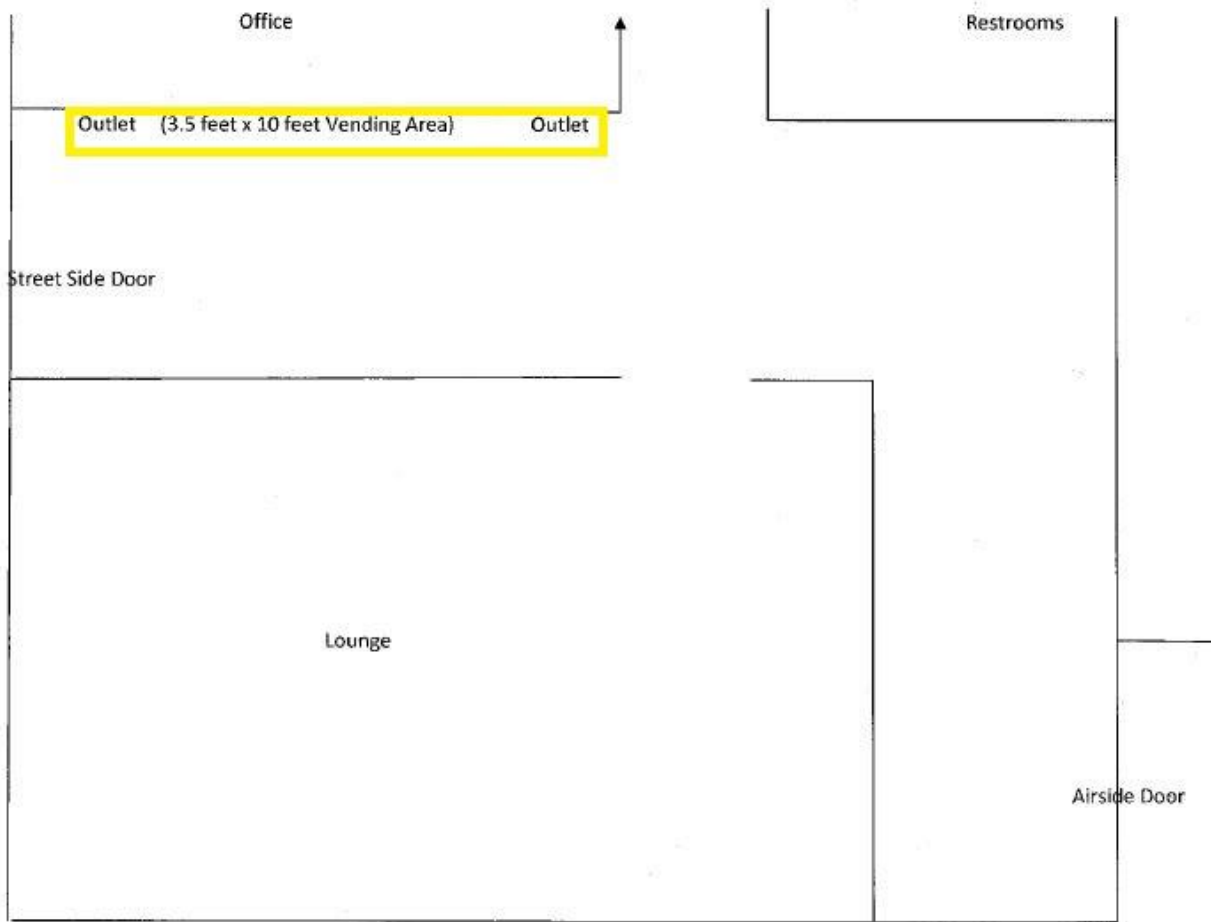 Office
Restrooms
Outlet (3.5 feet x 10 feet Vending Area) Outlet
Street Side Door
Lounge
Airside Door